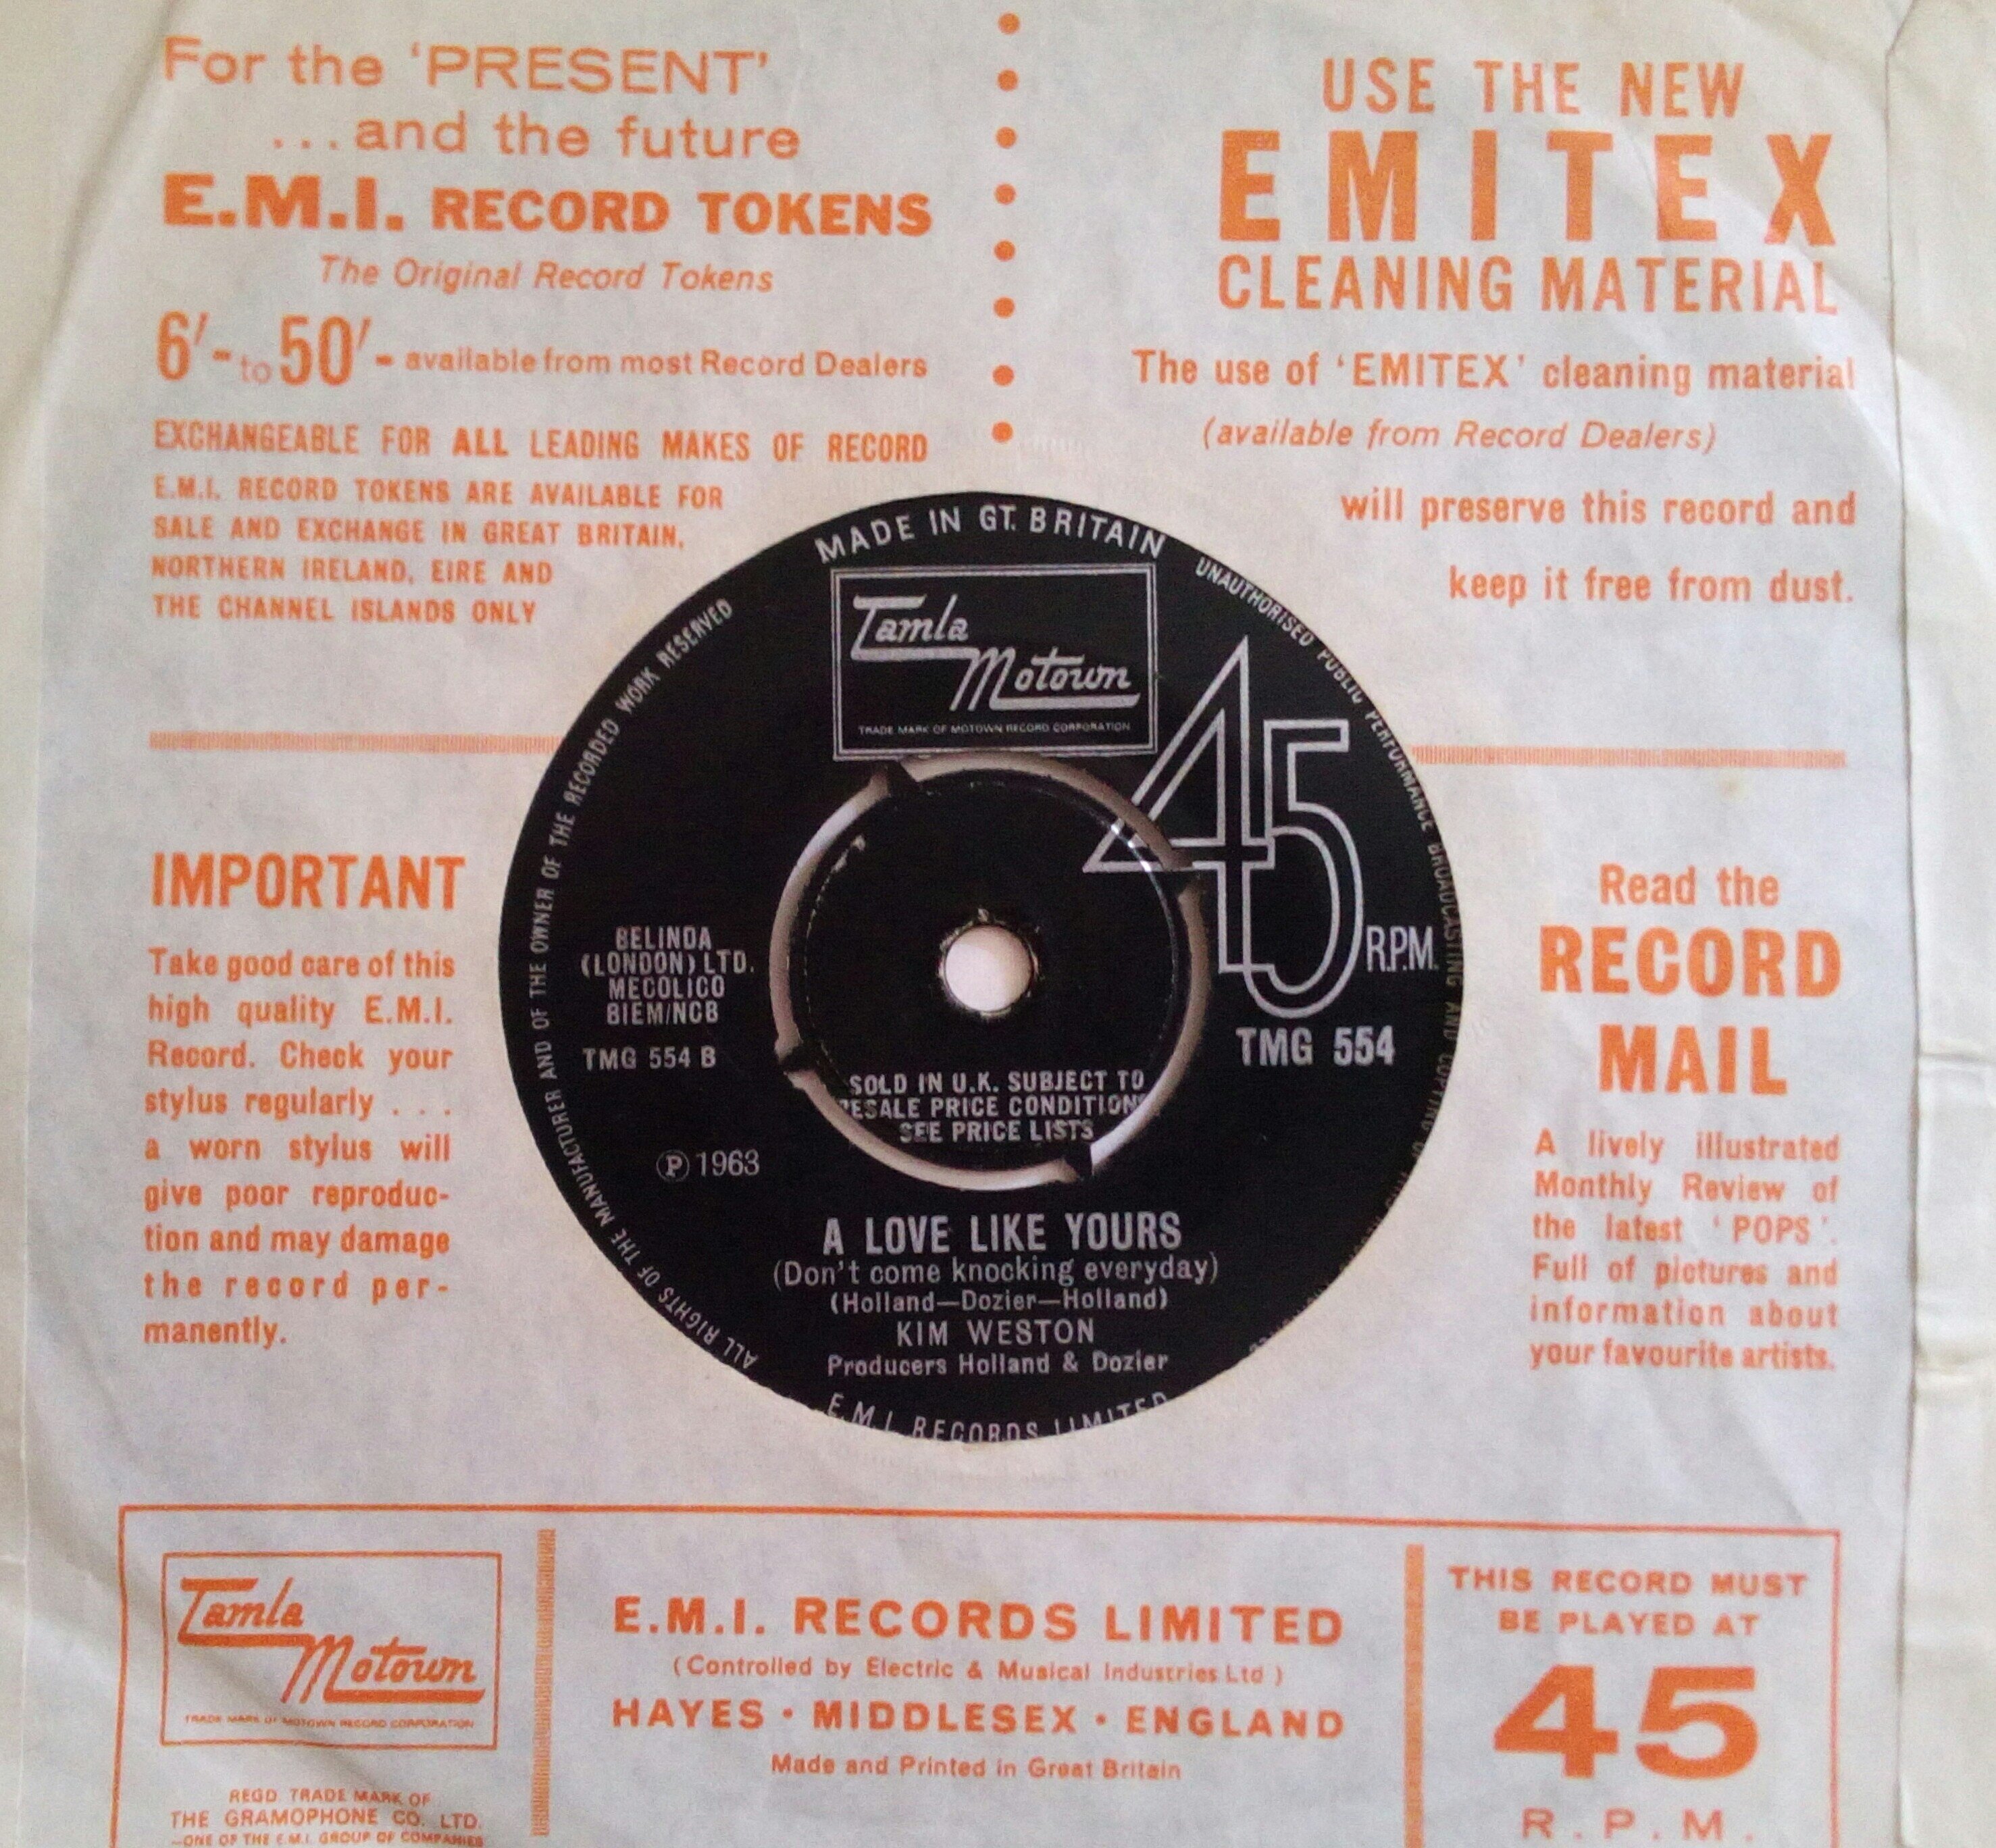 For the 'PRESENT'
...and the future
E.M.I. RECORD TOKENS
The Original Record Tokens
6/- to 50/- available from most Record Dealers
EXCHANGEABLE FOR ALL LEADING MAKES OF RECORD
E.M.I. RECORD TOKENS ARE AVAILABLE FOR
SALE AND EXCHANGE IN GREAT BRITAIN,
NORTHERN IRELAND, EIRE AND
THE CHANNEL ISLANDS ONLY
USE THE NEW
EMITEX
CLEANING MATERIAL
The use of 'EMITEX' cleaning material
(available from Record Dealers)
will preserve this record and
keep it free from dust.
IMPORTANT
Take good care of this
high quality E.M.I.
Record. Check your
stylus regularly . . .
a worn stylus will
give poor reproduc-
tion and may damage
the record per-
manently.
MADE IN GT. BRITAIN
UNAUTHORISED PUBLIC PERFORMANCE BROADCASTING AND COPYING
ALL RIGHTS OF THE MANUFACTURER AND OF THE OWNER OF THE RECORDED WORK RESERVED
Tamla
Motown
TRADE MARK OF MOTOWN RECORD CORPORATION
45
R.P.M.
TMG 554
BELINDA
(LONDON) LTD.
MECOLICO
BIEM/NCB
TMG 554 B
SOLD IN U.K. SUBJECT TO
RESALE PRICE CONDITIONS
SEE PRICE LISTS
℗ 1963
A LOVE LIKE YOURS
(Don't come knocking everyday)
(Holland—Dozier—Holland)
KIM WESTON
Producers Holland & Dozier
E.M.I. RECORDS LIMITED
Read the
RECORD
MAIL
A lively illustrated
Monthly Review of
the latest 'POPS'.
Full of pictures and
information about
your favourite artists.
Tamla
Motown
TRADE MARK OF MOTOWN RECORD CORPORATION
REGD. TRADE MARK OF
THE GRAMOPHONE CO. LTD.
—ONE OF THE E.M.I. GROUP OF COMPANIES
E.M.I. RECORDS LIMITED
(Controlled by Electric & Musical Industries Ltd)
HAYES · MIDDLESEX · ENGLAND
Made and Printed in Great Britain
THIS RECORD MUST
BE PLAYED AT
45
R.P.M.